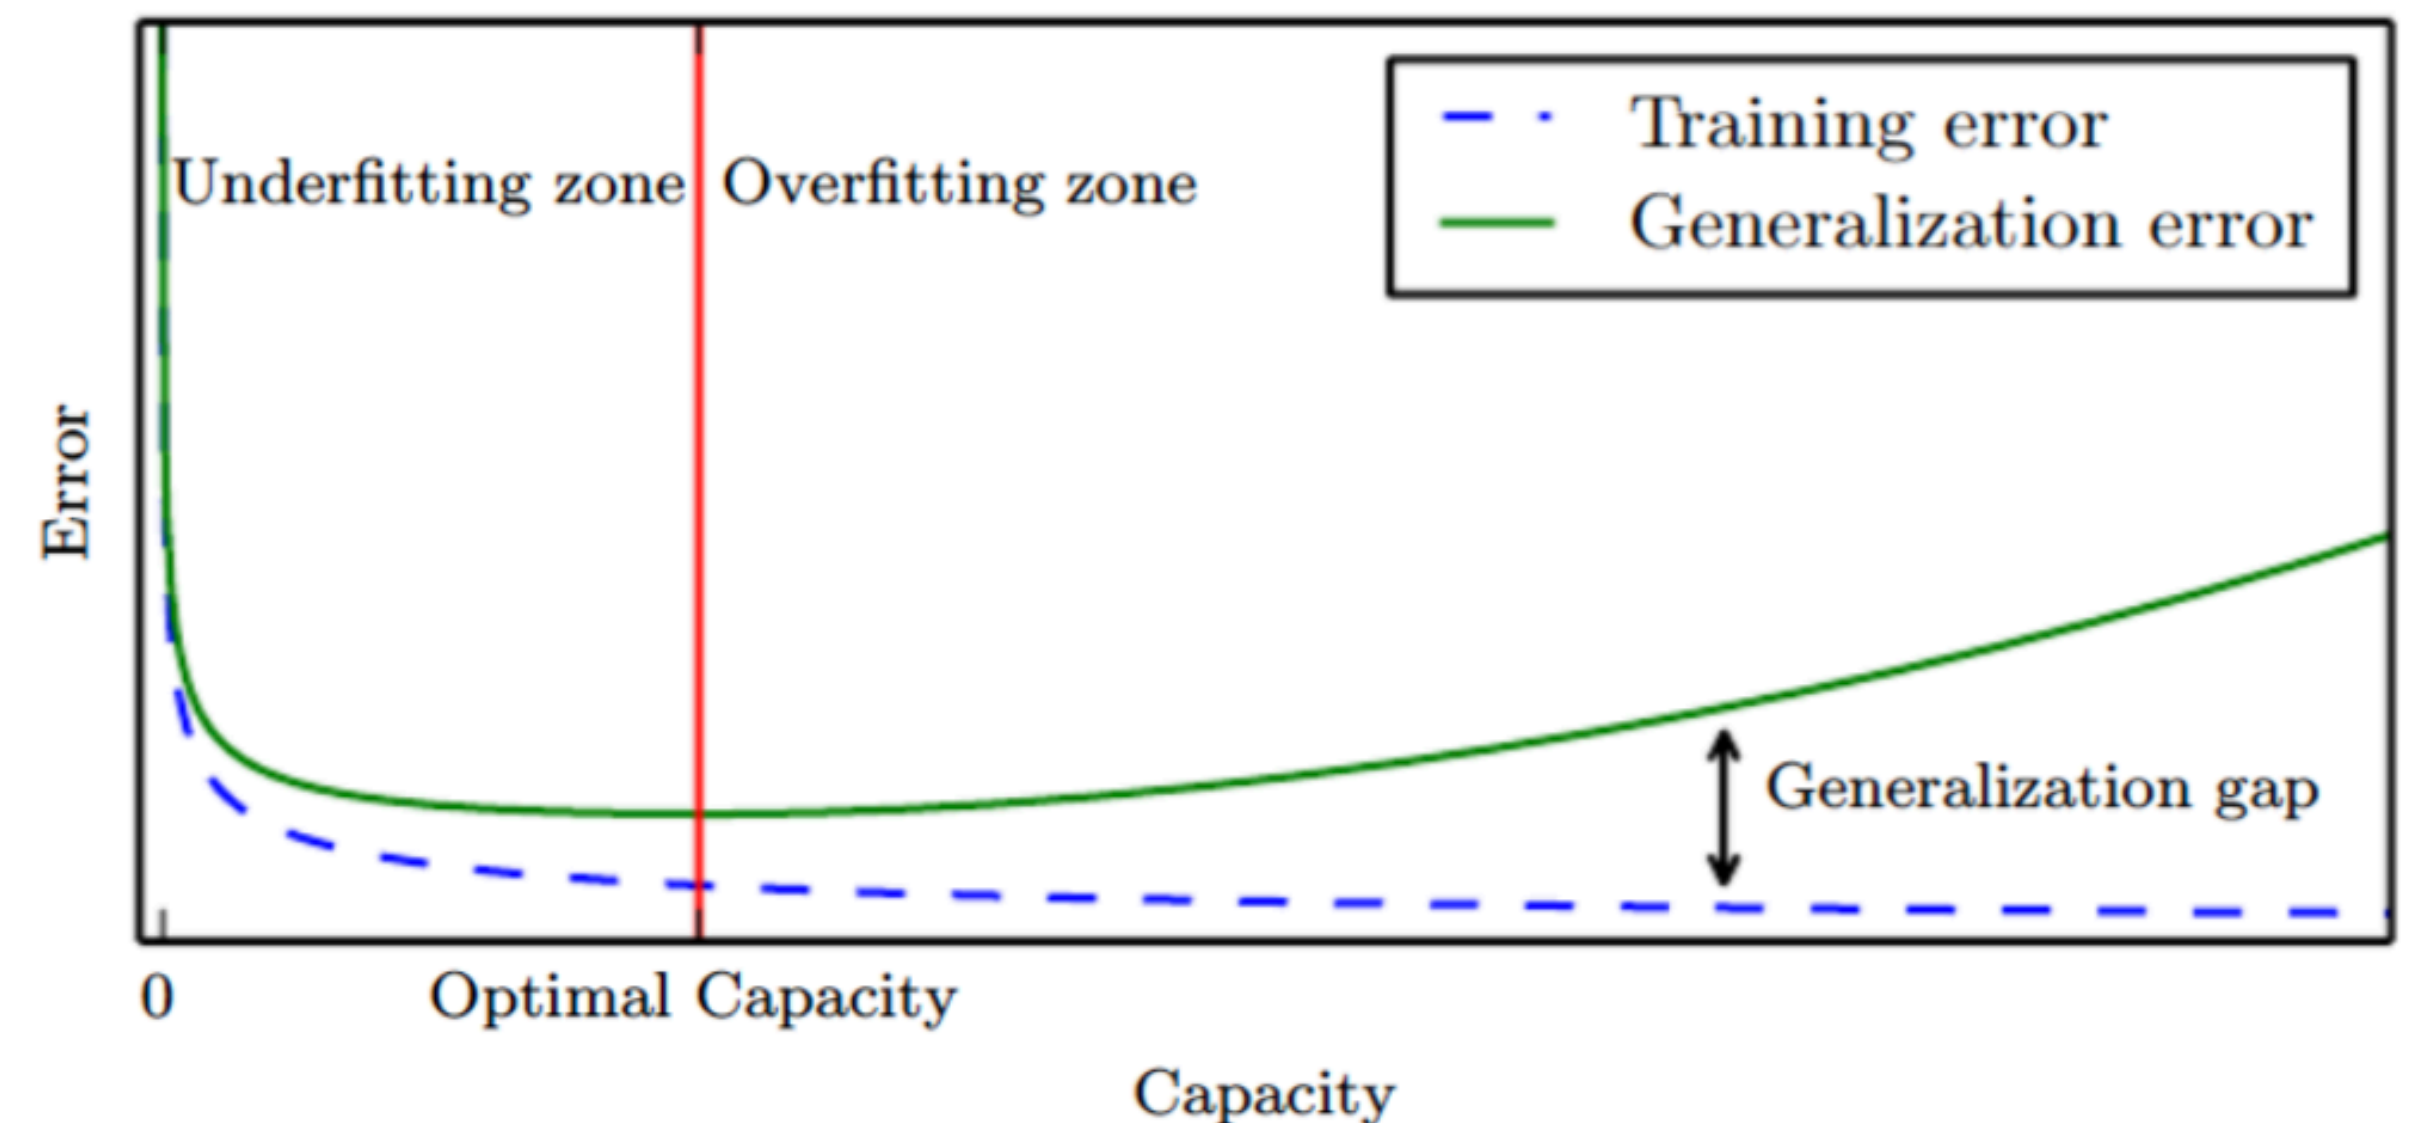 Training error
Underfitting zone Overfitting zone
Generalization error
Error
Generalization gap
0 Optimal Capacity
Capacity